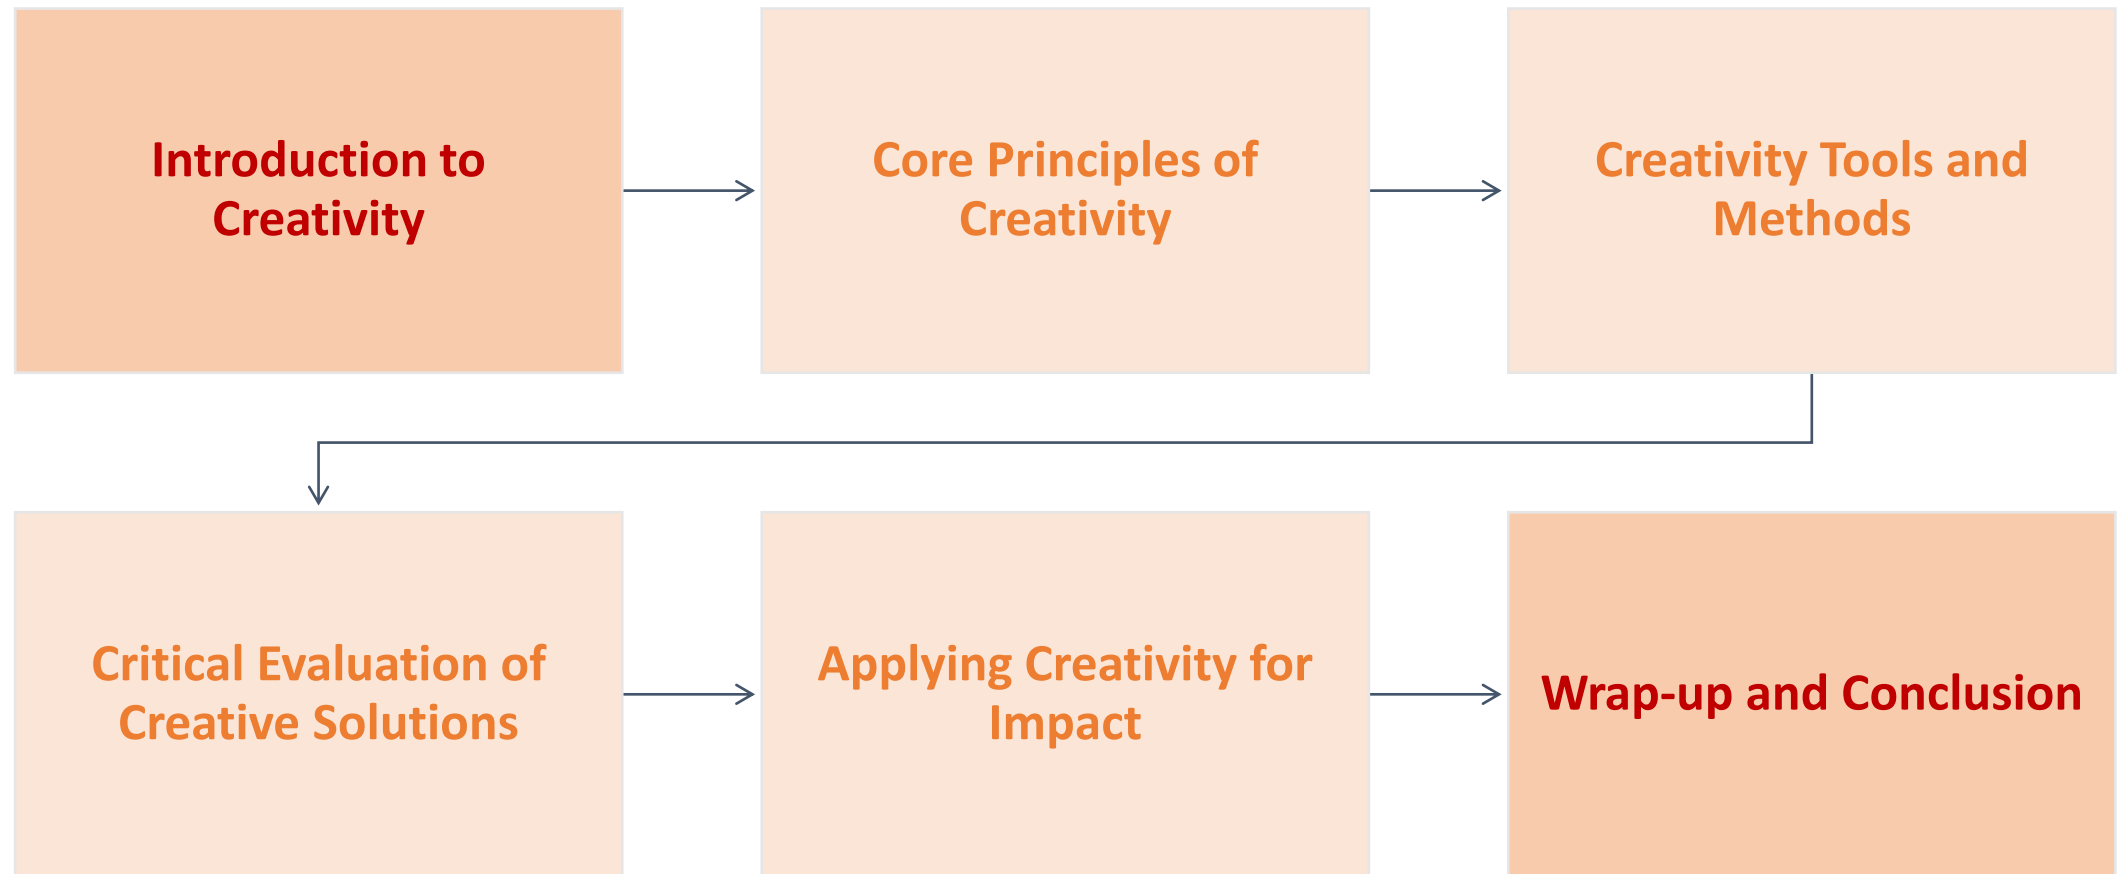 Introduction to
Creativity
Core Principles of
Creativity
Creativity Tools and
Methods
Critical Evaluation of
Creative Solutions
Applying Creativity for
Impact
Wrap-up and Conclusion